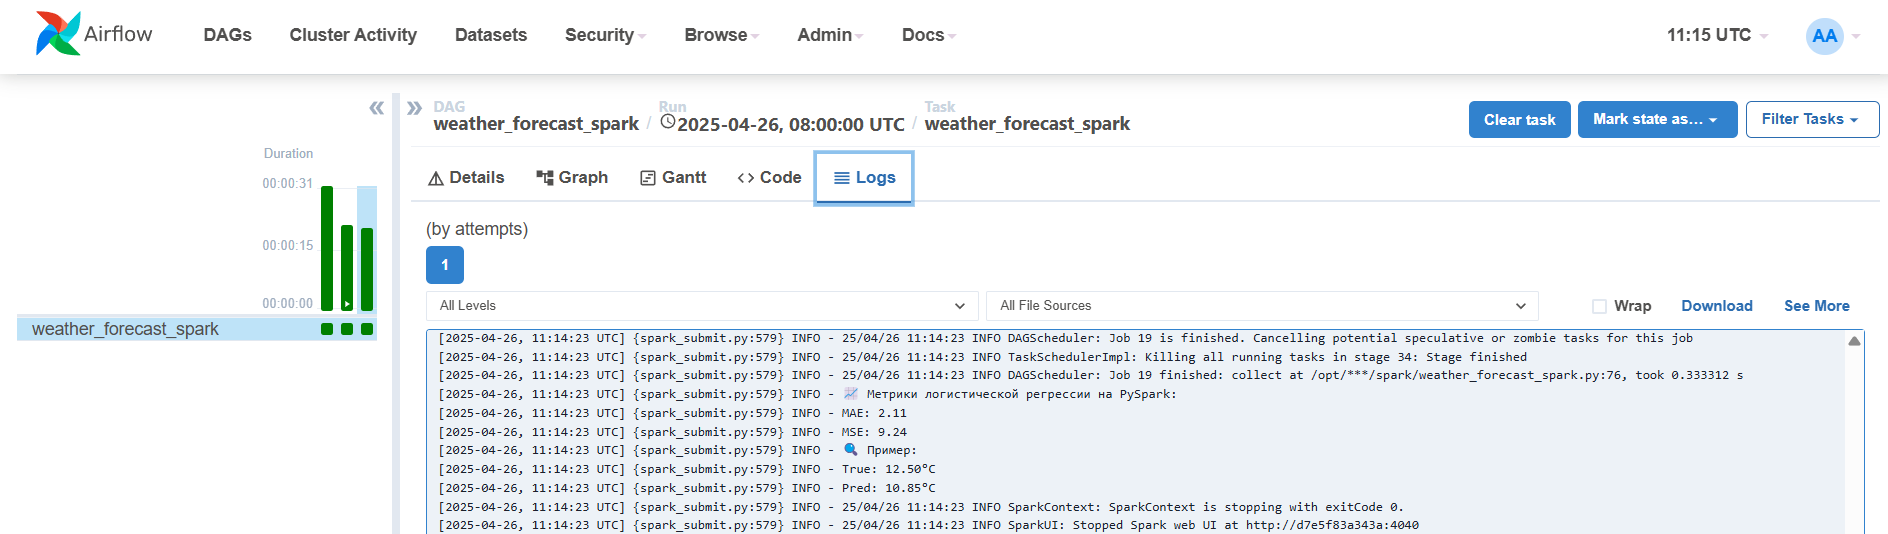 Airflow DAGs Cluster Activity Datasets Security Browse Admin Docs 11:15 UTC AA
DAG Run Task
weather_forecast_spark / 2025-04-26, 08:00:00 UTC / weather_forecast_spark
Clear task Mark state as… Filter Tasks
Duration
00:00:31
00:00:15
00:00:00
weather_forecast_spark
Details Graph Gantt Code Logs
(by attempts)
1
All Levels All File Sources Wrap Download See More
[2025-04-26, 11:14:23 UTC] {spark_submit.py:579} INFO - 25/04/26 11:14:23 INFO DAGScheduler: Job 19 is finished. Cancelling potential speculative or zombie tasks for this job
[2025-04-26, 11:14:23 UTC] {spark_submit.py:579} INFO - 25/04/26 11:14:23 INFO TaskSchedulerImpl: Killing all running tasks in stage 34: Stage finished
[2025-04-26, 11:14:23 UTC] {spark_submit.py:579} INFO - 25/04/26 11:14:23 INFO DAGScheduler: Job 19 finished: collect at /opt/***/spark/weather_forecast_spark.py:76, took 0.333312 s
[2025-04-26, 11:14:23 UTC] {spark_submit.py:579} INFO - 📈 Метрики логистической регрессии на PySpark:
[2025-04-26, 11:14:23 UTC] {spark_submit.py:579} INFO - MAE: 2.11
[2025-04-26, 11:14:23 UTC] {spark_submit.py:579} INFO - MSE: 9.24
[2025-04-26, 11:14:23 UTC] {spark_submit.py:579} INFO - 🔍 Пример:
[2025-04-26, 11:14:23 UTC] {spark_submit.py:579} INFO - True: 12.50°C
[2025-04-26, 11:14:23 UTC] {spark_submit.py:579} INFO - Pred: 10.85°C
[2025-04-26, 11:14:23 UTC] {spark_submit.py:579} INFO - 25/04/26 11:14:23 INFO SparkContext: SparkContext is stopping with exitCode 0.
[2025-04-26, 11:14:23 UTC] {spark_submit.py:579} INFO - 25/04/26 11:14:23 INFO SparkUI: Stopped Spark web UI at http://d7e5f83a343a:4040